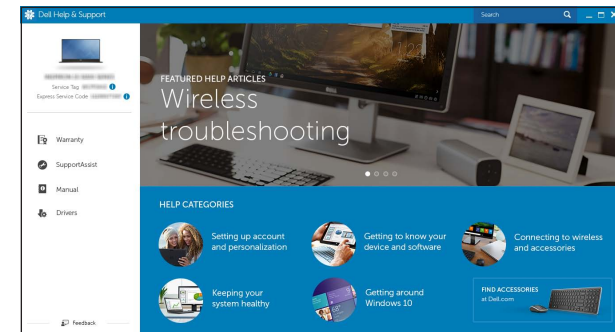 Dell Help & Support
Search
Service Tag
Express Service Code
Warranty
SupportAssist
Manual
Drivers
Feedback
FEATURED HELP ARTICLES
Wireless
troubleshooting
HELP CATEGORIES
Setting up account
and personalization
Getting to know your
device and software
Connecting to wireless
and accessories
Keeping your
system healthy
Getting around
Windows 10
FIND ACCESSORIES
at Dell.com